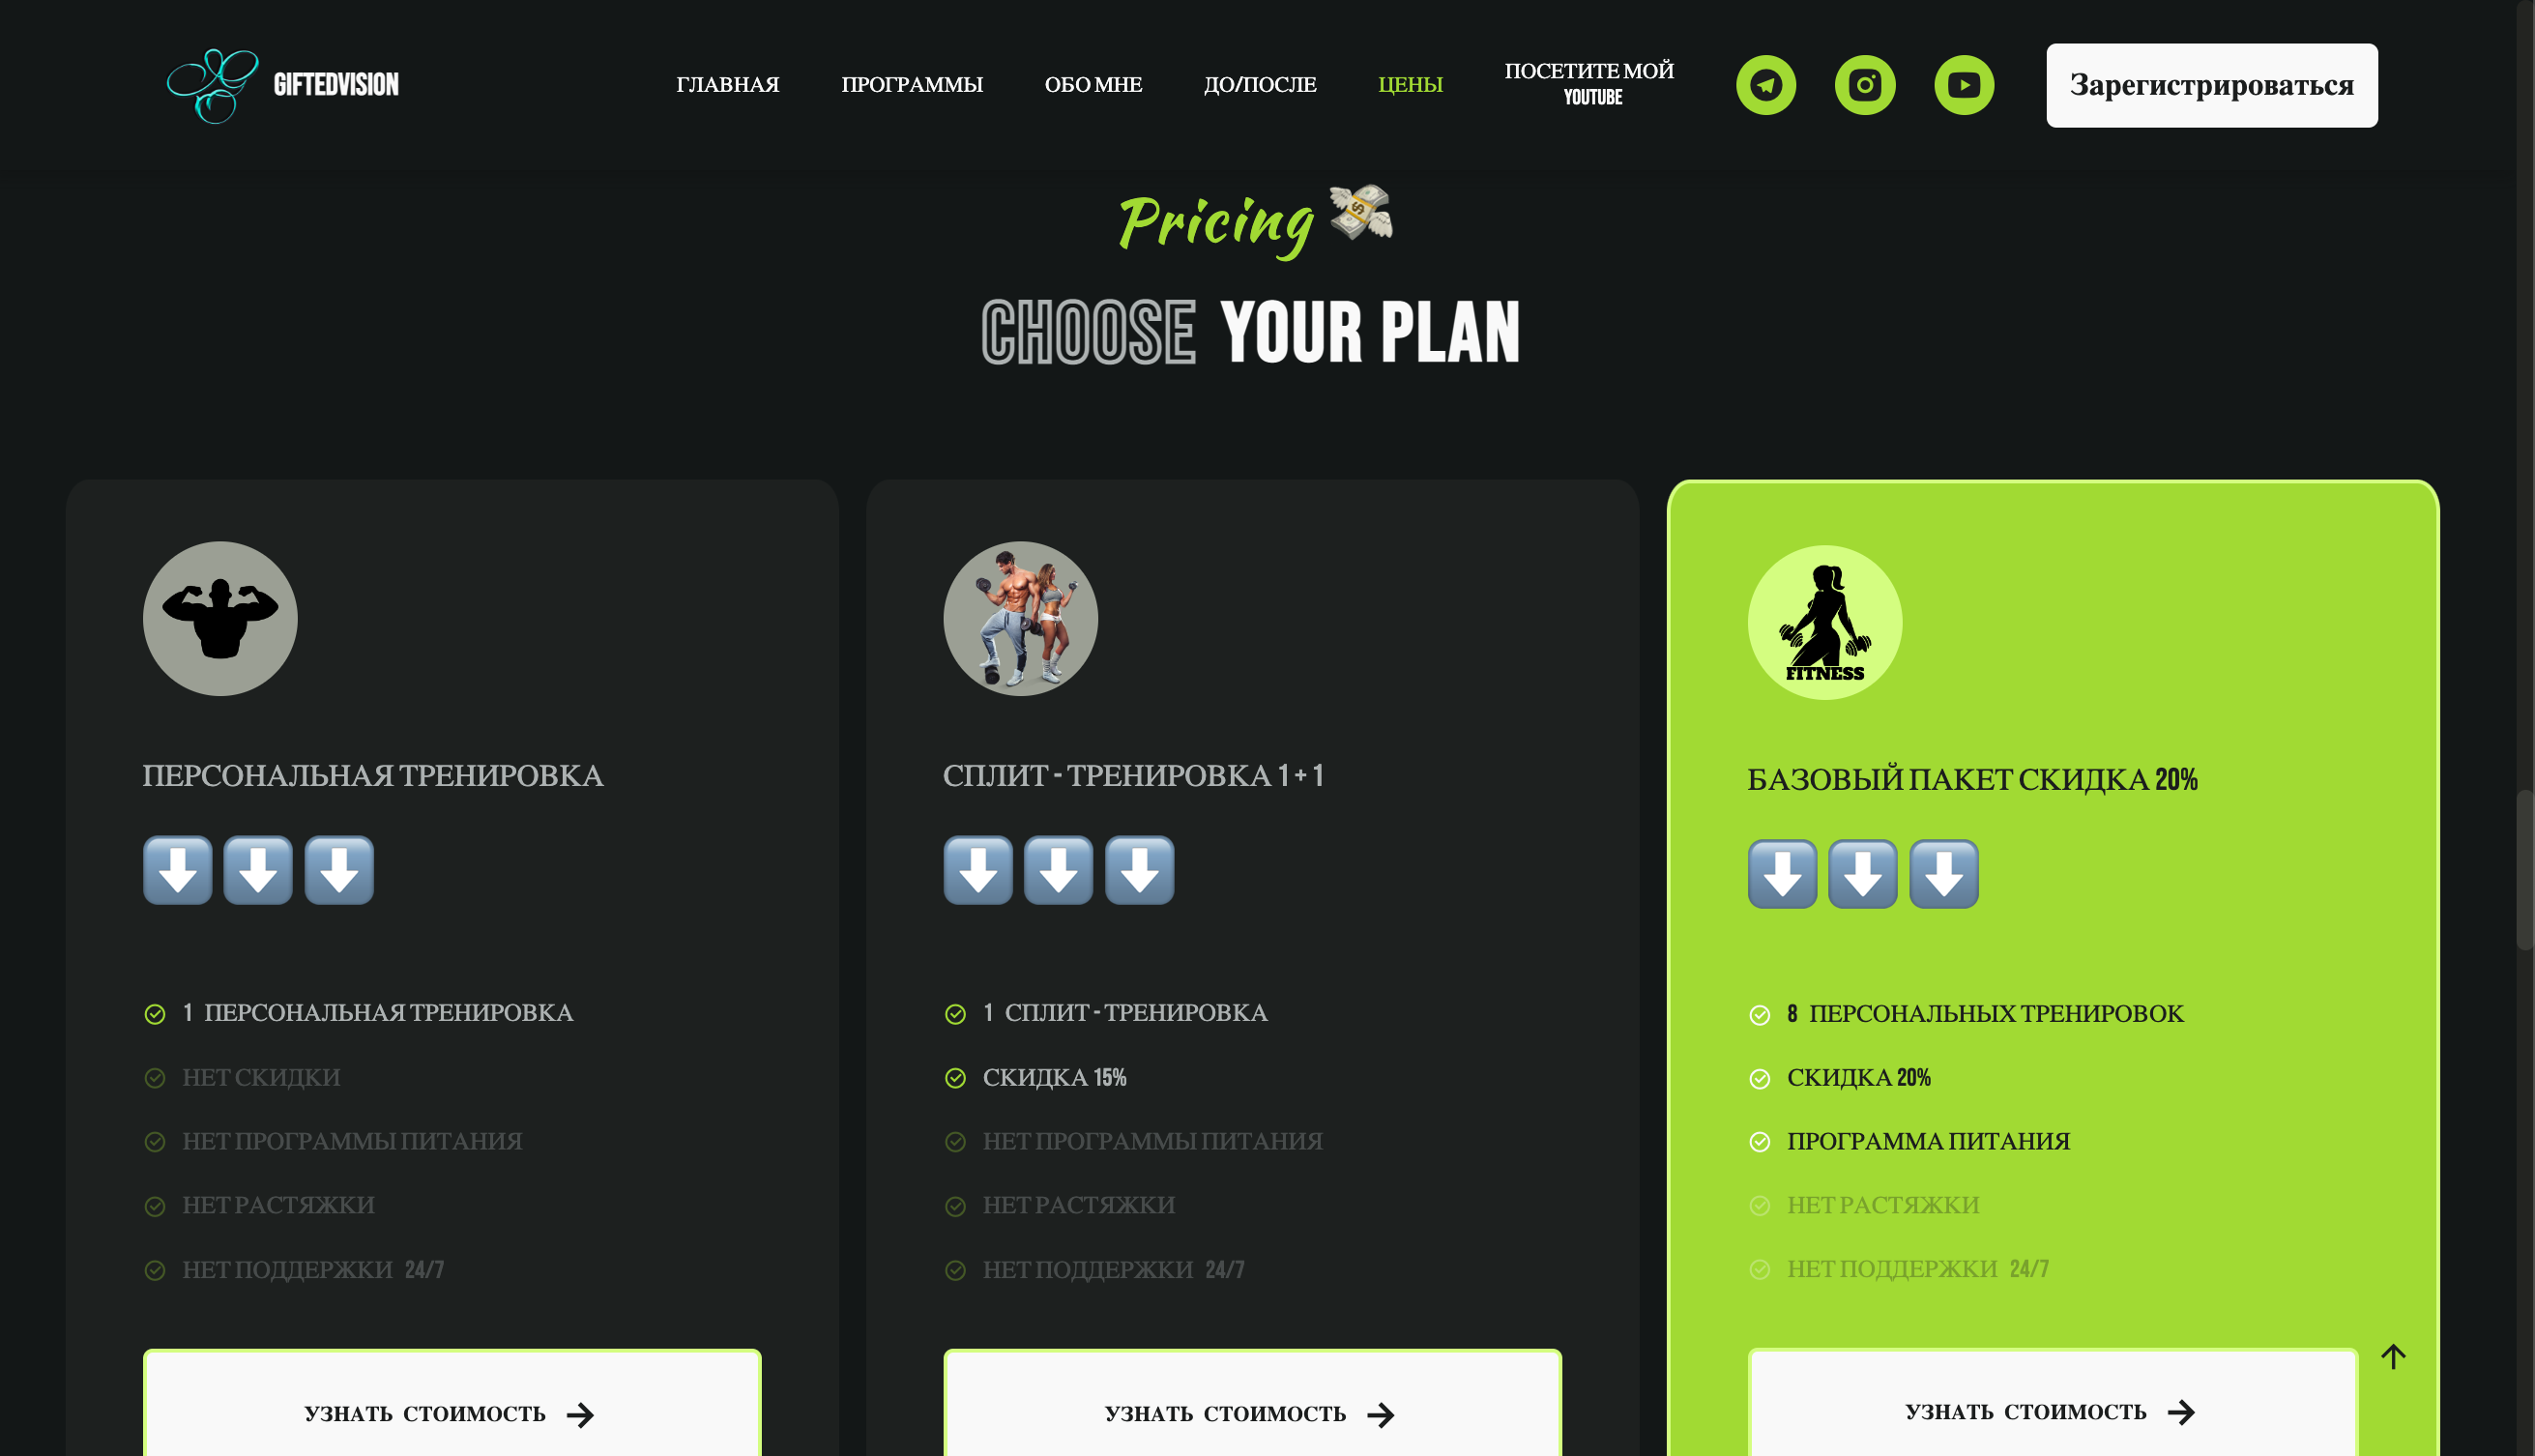 GIFTEDVISION
ГЛАВНАЯ
ПРОГРАММЫ
ОБО МНЕ
ДО/ПОСЛЕ
ЦЕНЫ
ПОСЕТИТЕ МОЙ
YOUTUBE
Зарегистрироваться
Pricing 💸
CHOOSE YOUR PLAN
ПЕРСОНАЛЬНАЯ ТРЕНИРОВКА
⬇️⬇️⬇️
1 ПЕРСОНАЛЬНАЯ ТРЕНИРОВКА
НЕТ СКИДКИ
НЕТ ПРОГРАММЫ ПИТАНИЯ
НЕТ РАСТЯЖКИ
НЕТ ПОДДЕРЖКИ 24/7
УЗНАТЬ СТОИМОСТЬ →
СПЛИТ - ТРЕНИРОВКА 1 + 1
⬇️⬇️⬇️
1 СПЛИТ - ТРЕНИРОВКА
СКИДКА 15%
НЕТ ПРОГРАММЫ ПИТАНИЯ
НЕТ РАСТЯЖКИ
НЕТ ПОДДЕРЖКИ 24/7
УЗНАТЬ СТОИМОСТЬ →
FITNESS
БАЗОВЫЙ ПАКЕТ СКИДКА 20%
⬇️⬇️⬇️
8 ПЕРСОНАЛЬНЫХ ТРЕНИРОВОК
СКИДКА 20%
ПРОГРАММА ПИТАНИЯ
НЕТ РАСТЯЖКИ
НЕТ ПОДДЕРЖКИ 24/7
УЗНАТЬ СТОИМОСТЬ →